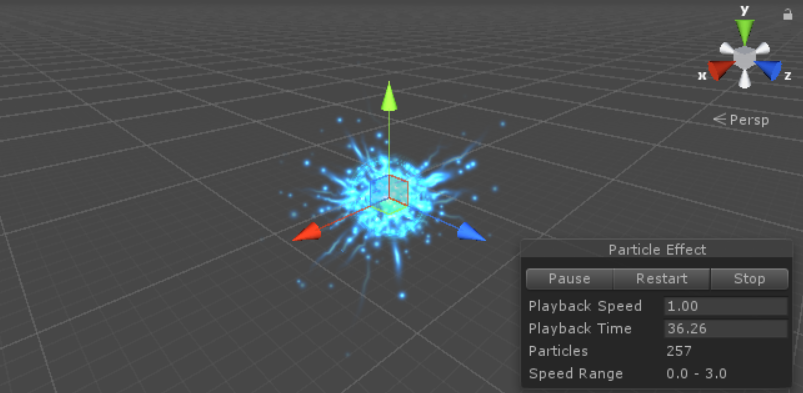 y
x
z
Persp
Particle Effect
Pause Restart Stop
Playback Speed 1.00
Playback Time 36.26
Particles 257
Speed Range 0.0 - 3.0